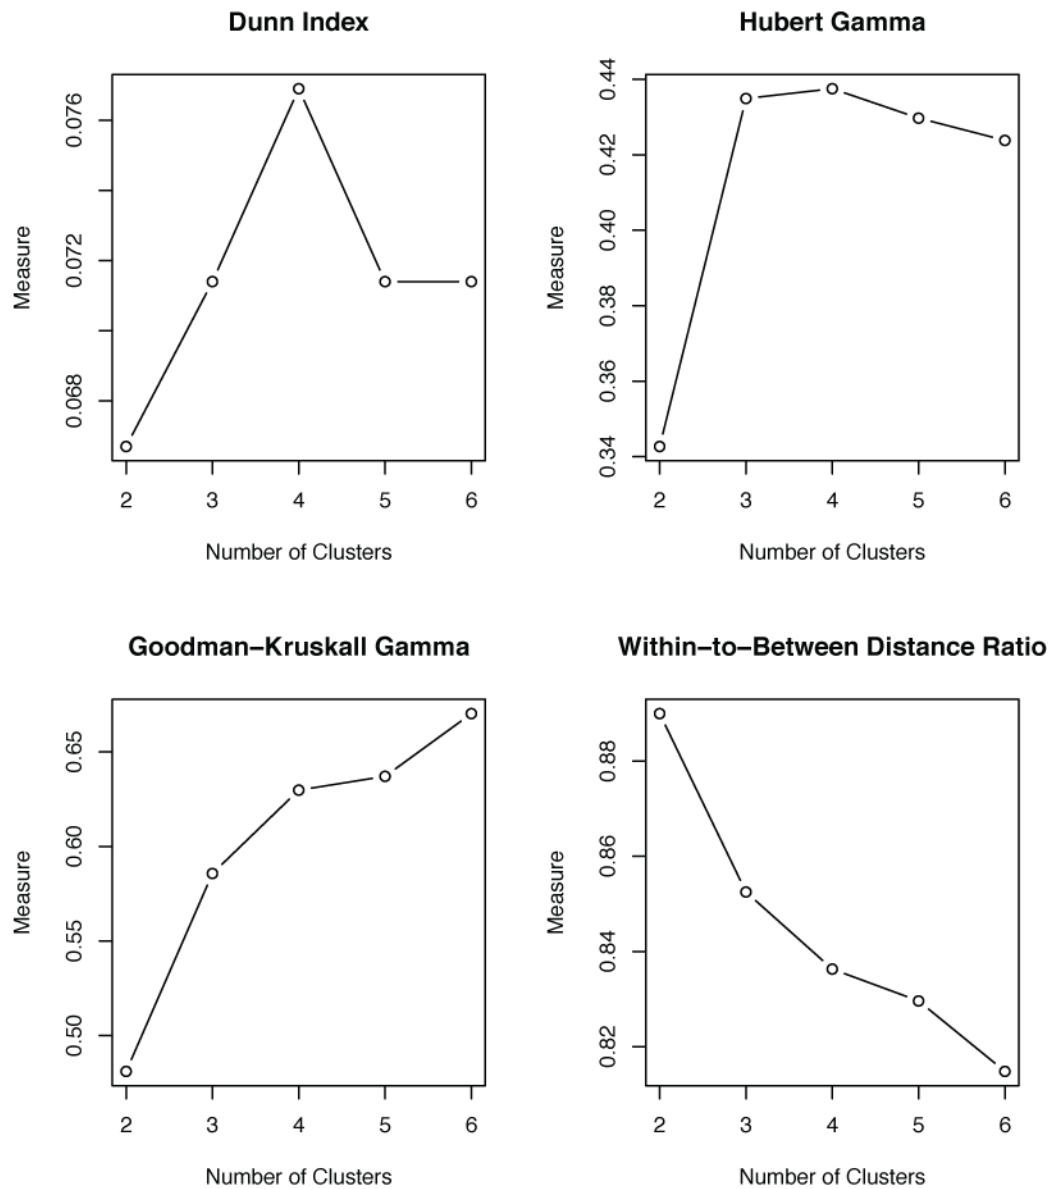 Dunn Index
Measure
0.068
0.072
0.076
2 3 4 5 6
Number of Clusters
Hubert Gamma
Measure
0.34
0.36
0.38
0.40
0.42
0.44
2 3 4 5 6
Number of Clusters
Goodman–Kruskall Gamma
Measure
0.50
0.55
0.60
0.65
2 3 4 5 6
Number of Clusters
Within–to–Between Distance Ratio
Measure
0.82
0.84
0.86
0.88
2 3 4 5 6
Number of Clusters